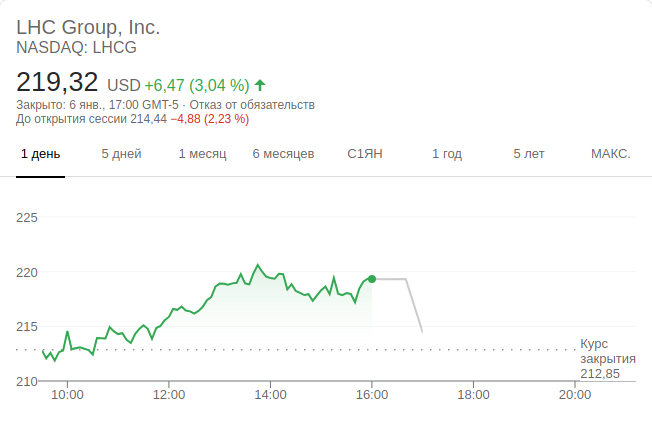 LHC Group, Inc.
NASDAQ: LHCG
219,32 USD +6,47 (3,04 %)
Закрыто: 6 янв., 17:00 GMT-5 · Отказ от обязательств
До открытия сессии 214,44 −4,88 (2,23 %)
1 день 5 дней 1 месяц 6 месяцев С1ЯН 1 год 5 лет МАКС.
225
220
215
Курс
закрытия
212,85
210
10:00 12:00 14:00 16:00 18:00 20:00